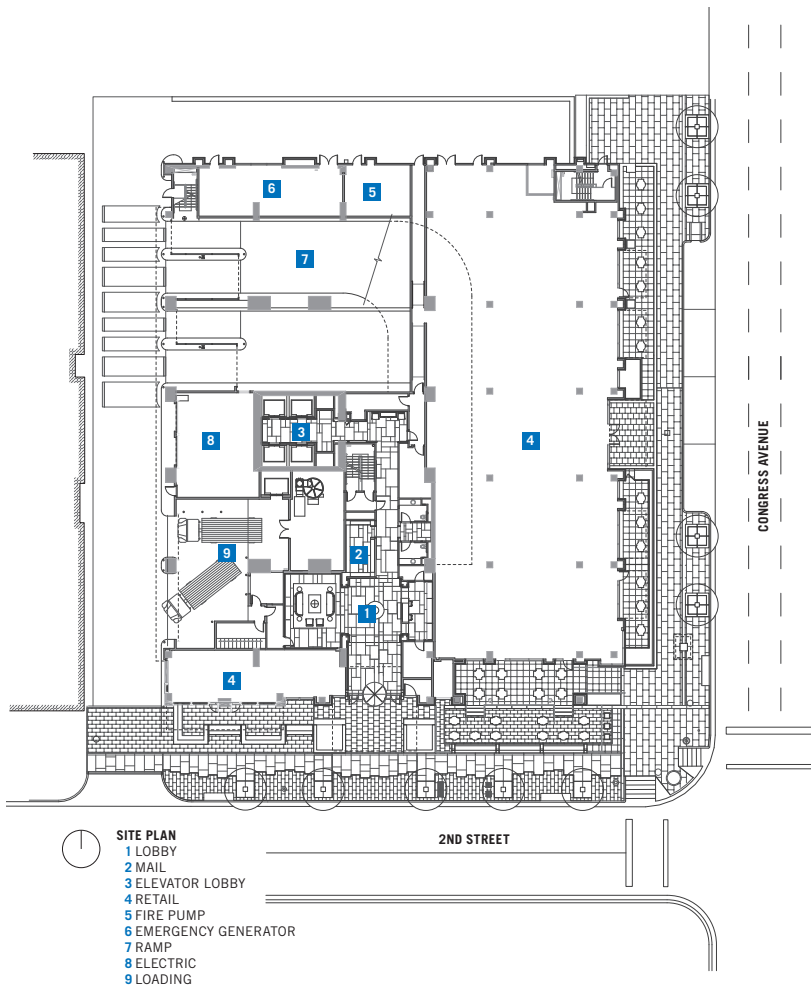 6
5
7
3
4
8
2
9
1
4
CONGRESS AVENUE
2ND STREET
SITE PLAN
1 LOBBY
2 MAIL
3 ELEVATOR LOBBY
4 RETAIL
5 FIRE PUMP
6 EMERGENCY GENERATOR
7 RAMP
8 ELECTRIC
9 LOADING